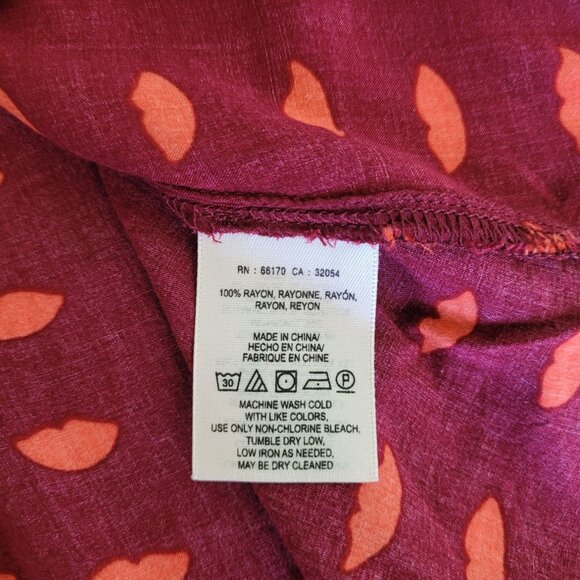 RN : 66170 CA : 32054
100% RAYON, RAYONNE, RAYÓN,
RAYON, REYON
MADE IN CHINA/
HECHO EN CHINA/
FABRIQUE EN CHINE
30 P
MACHINE WASH COLD
WITH LIKE COLORS,
USE ONLY NON-CHLORINE BLEACH.
TUMBLE DRY LOW,
LOW IRON AS NEEDED,
MAY BE DRY CLEANED